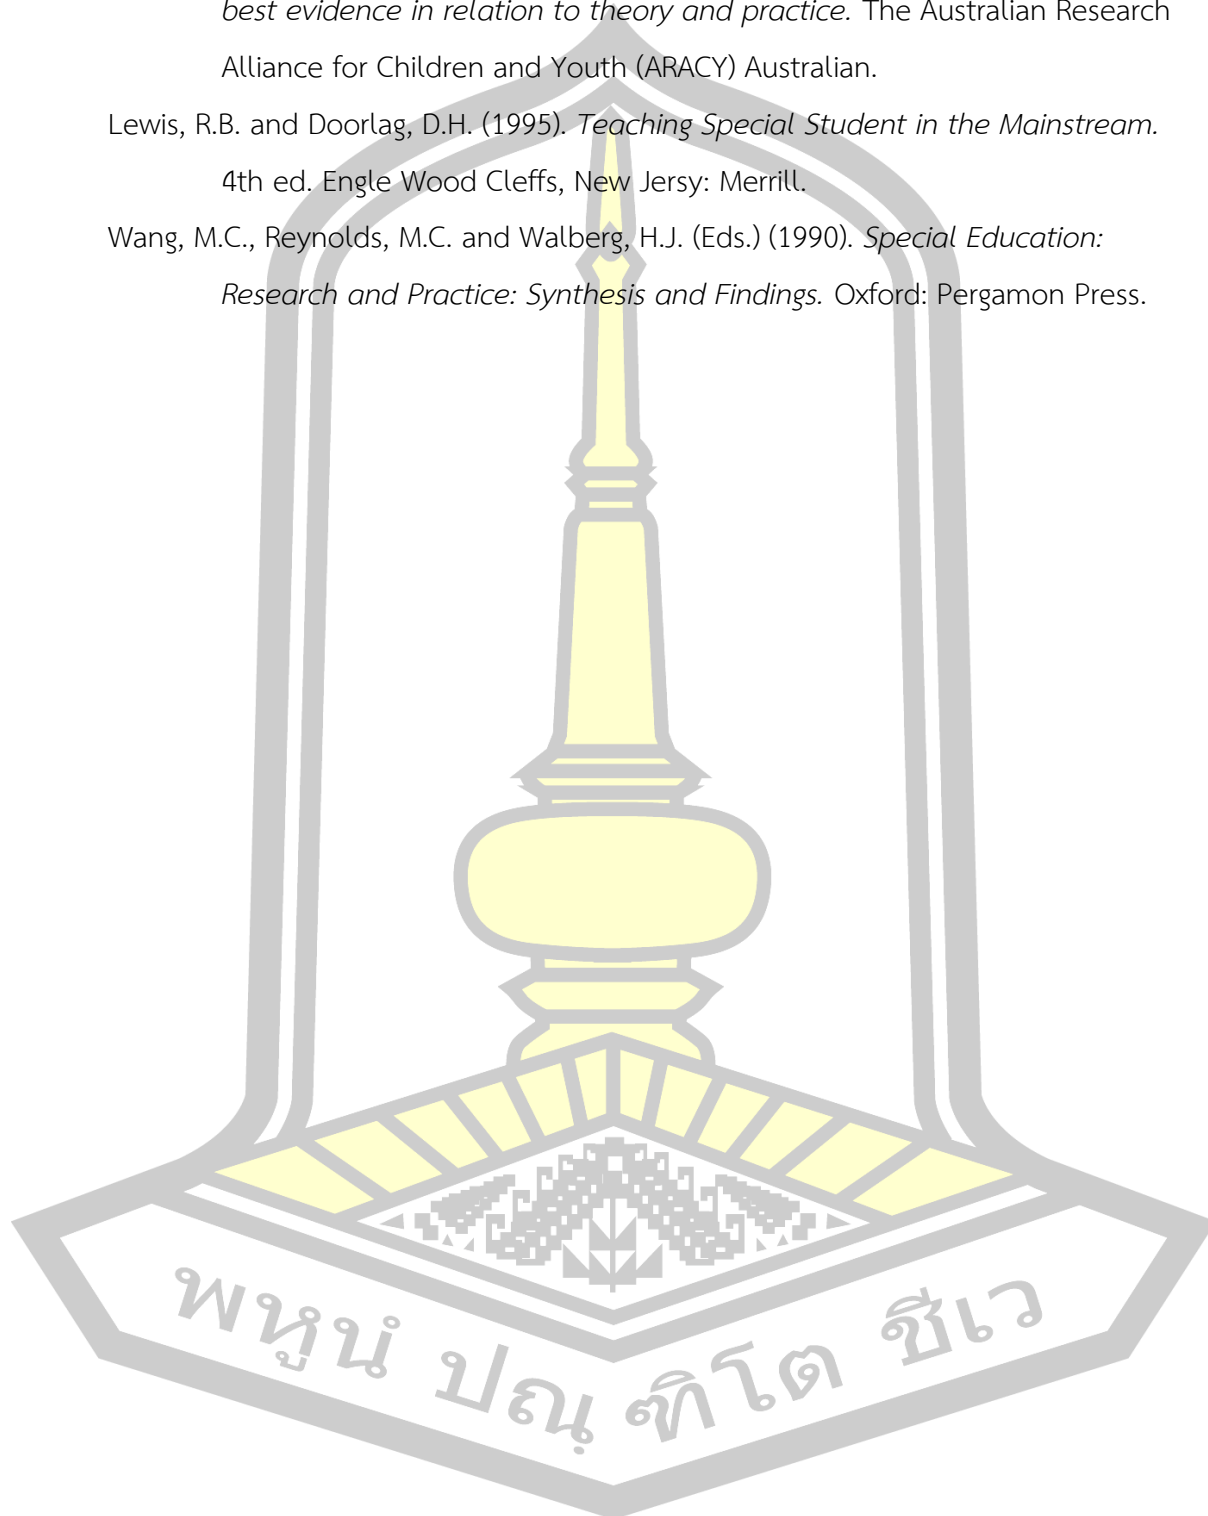 best evidence in relation to theory and practice. The Australian Research
Alliance for Children and Youth (ARACY) Australian.
Lewis, R.B. and Doorlag, D.H. (1995). Teaching Special Student in the Mainstream.
4th ed. Engle Wood Cleffs, New Jersy: Merrill.
Wang, M.C., Reynolds, M.C. and Walberg, H.J. (Eds.) (1990). Special Education:
Research and Practice: Synthesis and Findings. Oxford: Pergamon Press.
พหูนํ ปณฺฑิโต ชีเว